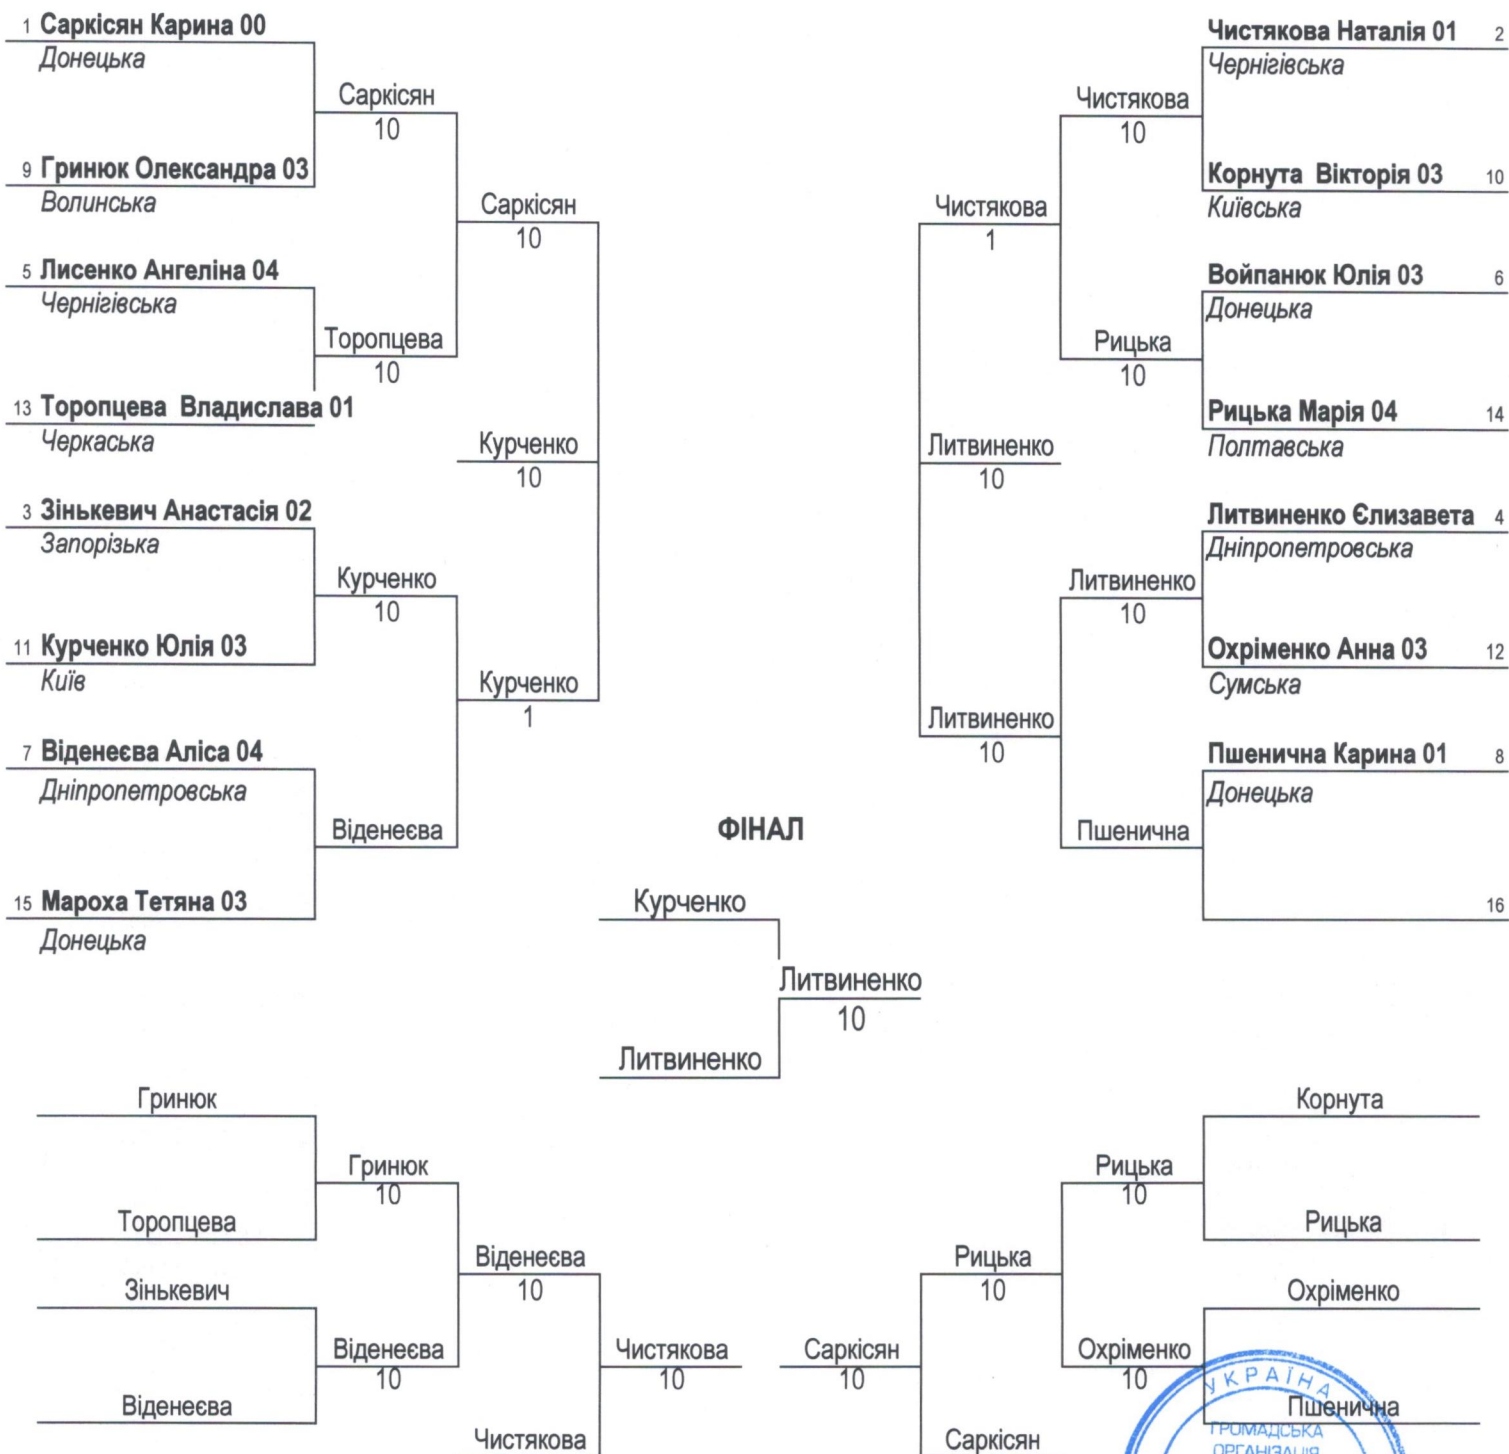 1 Саркісян Карина 00
Донецька
Саркісян
10
9 Гринюк Олександра 03
Волинська
Саркісян
10
5 Лисенко Ангеліна 04
Чернігівська
Торопцева
10
13 Торопцева Владислава 01
Черкаська
Курченко
10
3 Зінькевич Анастасія 02
Запорізька
Курченко
10
11 Курченко Юлія 03
Київ
Курченко
1
7 Віденеєва Аліса 04
Дніпропетровська
Віденеєва
15 Мароха Тетяна 03
Донецька
Чистякова Наталія 01 2
Чернігівська
Чистякова
10
Корнута Вікторія 03 10
Київська
Чистякова
1
Войпанюк Юлія 03 6
Донецька
Рицька
10
Рицька Марія 04 14
Полтавська
Литвиненко
10
Литвиненко Єлизавета 4
Дніпропетровська
Литвиненко
10
Охріменко Анна 03 12
Сумська
Литвиненко
10
Пшенична Карина 01 8
Донецька
Пшенична
16
ФІНАЛ
Курченко
Литвиненко
10
Литвиненко
Гринюк
Гринюк
10
Торопцева
Віденеєва
10
Зінькевич
Віденеєва
10
Віденеєва
Чистякова
10
Чистякова
Корнута
Рицька
10
Рицька
Рицька
10
Охріменко
Охріменко
10
Пшенична
Саркісян
10
Саркісян
УКРАЇНА
ГРОМАДСЬКА
ОРГАНІЗАЦІЯ